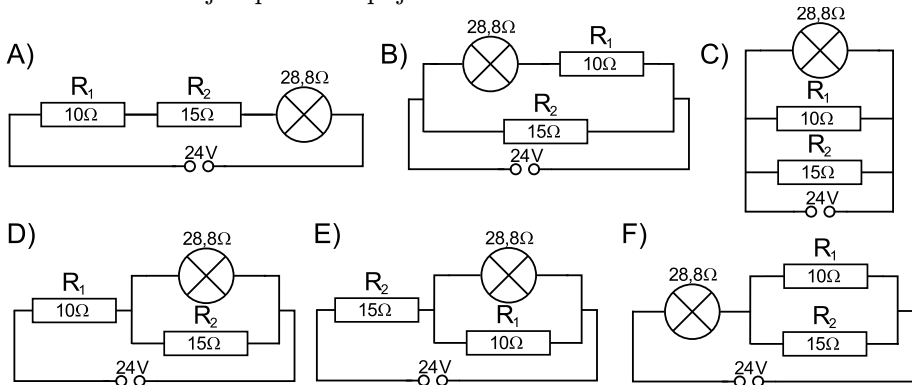 A)
R₁
10Ω
R₂
15Ω
28,8Ω
24V
B)
28,8Ω
R₁
10Ω
R₂
15Ω
24V
C)
28,8Ω
R₁
10Ω
R₂
15Ω
24V
D)
28,8Ω
R₁
10Ω
R₂
15Ω
24V
E)
28,8Ω
R₂
15Ω
R₁
10Ω
24V
F)
28,8Ω
R₁
10Ω
R₂
15Ω
24V